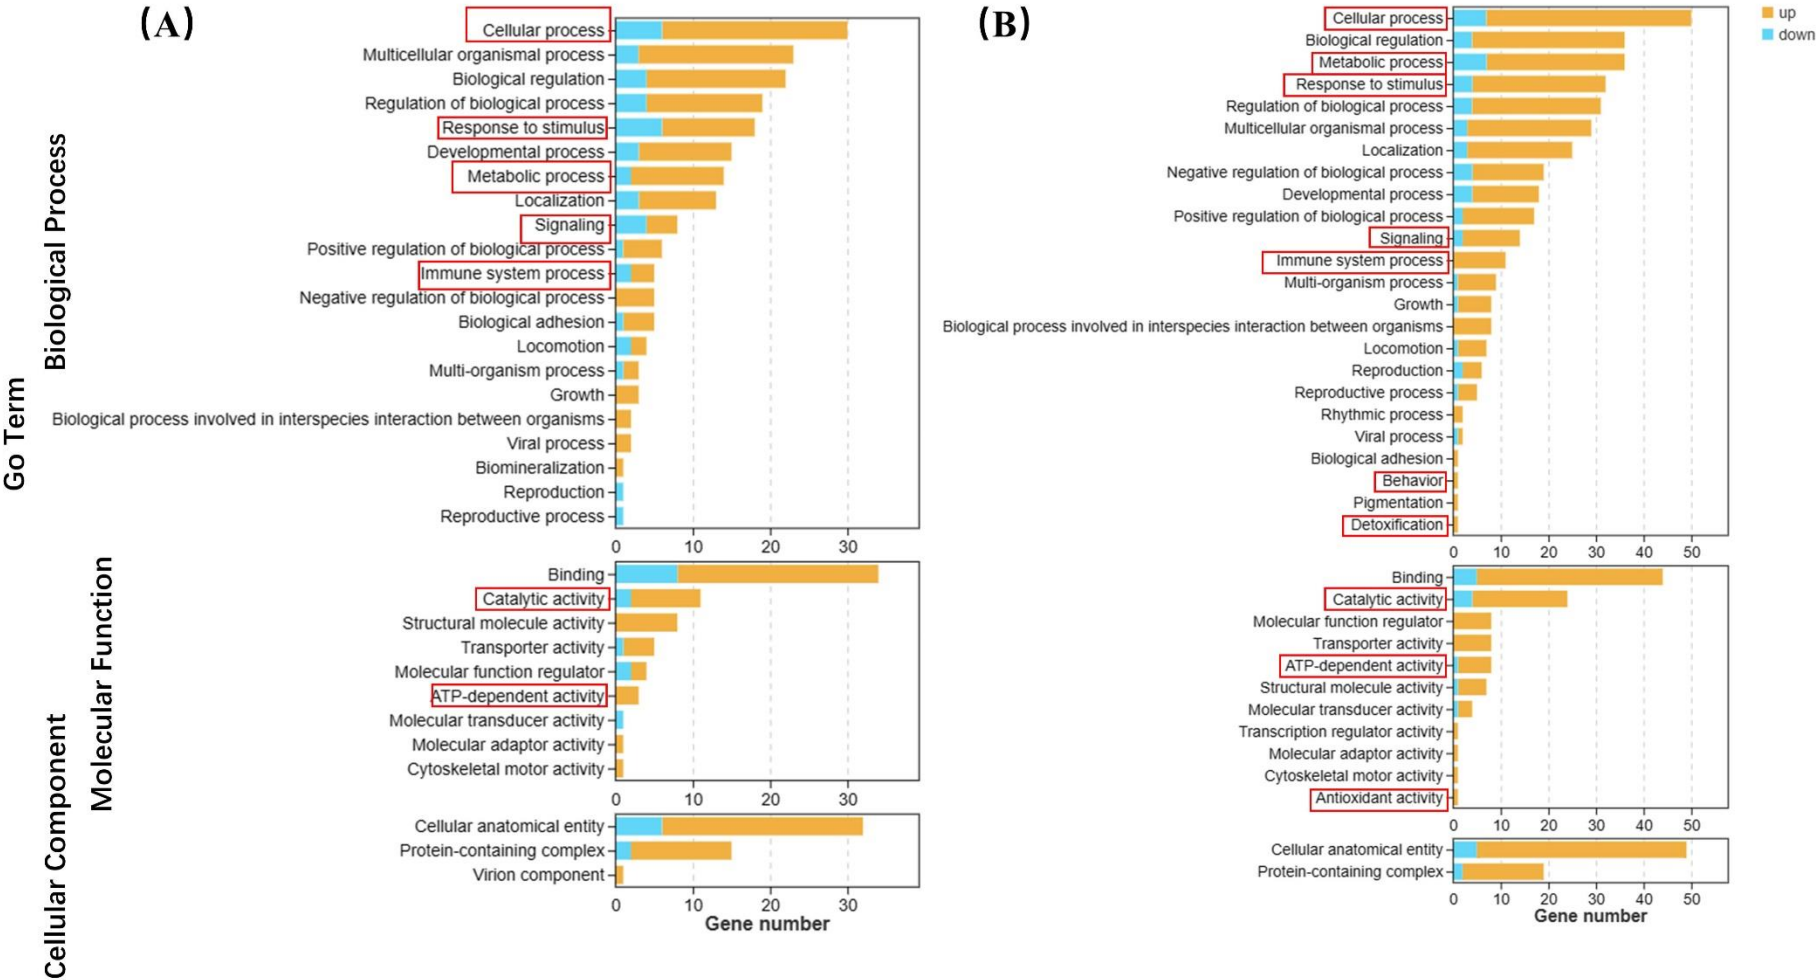 (A)
Cellular process
Multicellular organismal process
Biological regulation
Regulation of biological process
Response to stimulus
Developmental process
Metabolic process
Localization
Signaling
Positive regulation of biological process
Immune system process
Negative regulation of biological process
Biological adhesion
Locomotion
Multi-organism process
Growth
Biological process involved in interspecies interaction between organisms
Viral process
Biomineralization
Reproduction
Reproductive process
0 10 20 30
Binding
Catalytic activity
Structural molecule activity
Transporter activity
Molecular function regulator
ATP-dependent activity
Molecular transducer activity
Molecular adaptor activity
Cytoskeletal motor activity
0 10 20 30
Cellular anatomical entity
Protein-containing complex
Virion component
0 10 20 30
Gene number
Go Term
Biological Process
Molecular Function
Cellular Component
(B)
Cellular process
Biological regulation
Metabolic process
Response to stimulus
Regulation of biological process
Multicellular organismal process
Localization
Negative regulation of biological process
Developmental process
Positive regulation of biological process
Signaling
Immune system process
Multi-organism process
Growth
Biological process involved in interspecies interaction between organisms
Locomotion
Reproduction
Reproductive process
Rhythmic process
Viral process
Biological adhesion
Behavior
Pigmentation
Detoxification
0 10 20 30 40 50
Binding
Catalytic activity
Molecular function regulator
Transporter activity
ATP-dependent activity
Structural molecule activity
Molecular transducer activity
Transcription regulator activity
Molecular adaptor activity
Cytoskeletal motor activity
Antioxidant activity
0 10 20 30 40 50
Cellular anatomical entity
Protein-containing complex
0 10 20 30 40 50
Gene number
up
down